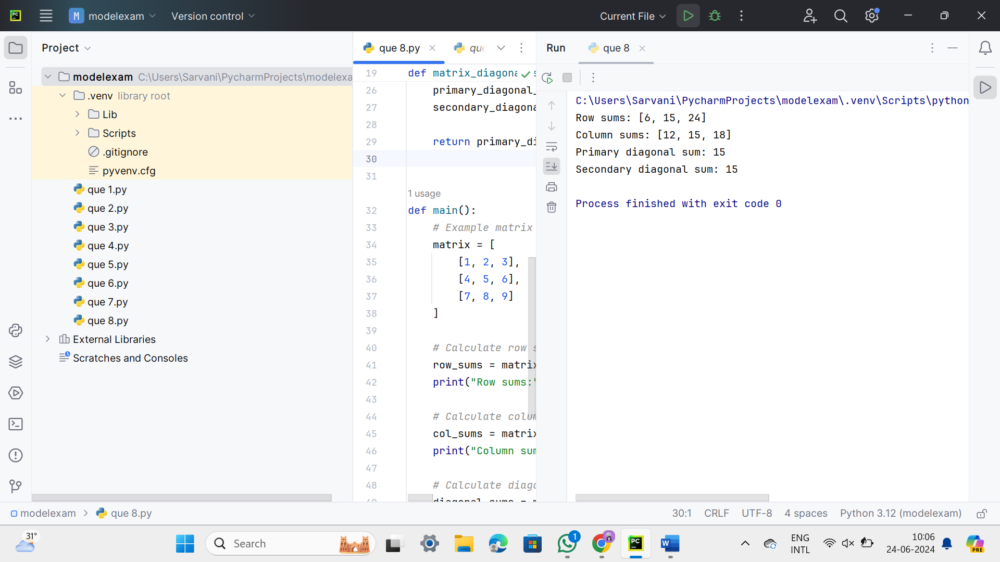 PC
M modelexam
Version control
Current File
Project
modelexam C:\Users\Sarvani\PycharmProjects\modelexa
.venv library root
Lib
Scripts
.gitignore
pyvenv.cfg
que 1.py
que 2.py
que 3.py
que 4.py
que 5.py
que 6.py
que 7.py
que 8.py
External Libraries
Scratches and Consoles
que 8.py
que
19 def matrix_diagona s
26 primary_diagonal_
27 secondary_diagona
28
29 return primary_di
30
31
1 usage
32 def main():
33 # Example matrix
34 matrix = [
35 [1, 2, 3],
36 [4, 5, 6],
37 [7, 8, 9]
38 ]
39
40 # Calculate row s
41 row_sums = matrix
42 print("Row sums:"
43
44 # Calculate colum
45 col_sums = matrix
46 print("Column sum
47
48 # Calculate diago
49 diagonal_sums = m
Run
que 8
C:\Users\Sarvani\PycharmProjects\modelexam\.venv\Scripts\python
Row sums: [6, 15, 24]
Column sums: [12, 15, 18]
Primary diagonal sum: 15
Secondary diagonal sum: 15
Process finished with exit code 0
modelexam > que 8.py
30:1 CRLF UTF-8 4 spaces Python 3.12 (modelexam)
31°
Search
1
PC
W
ENG
INTL
10:06
24-06-2024
PRE